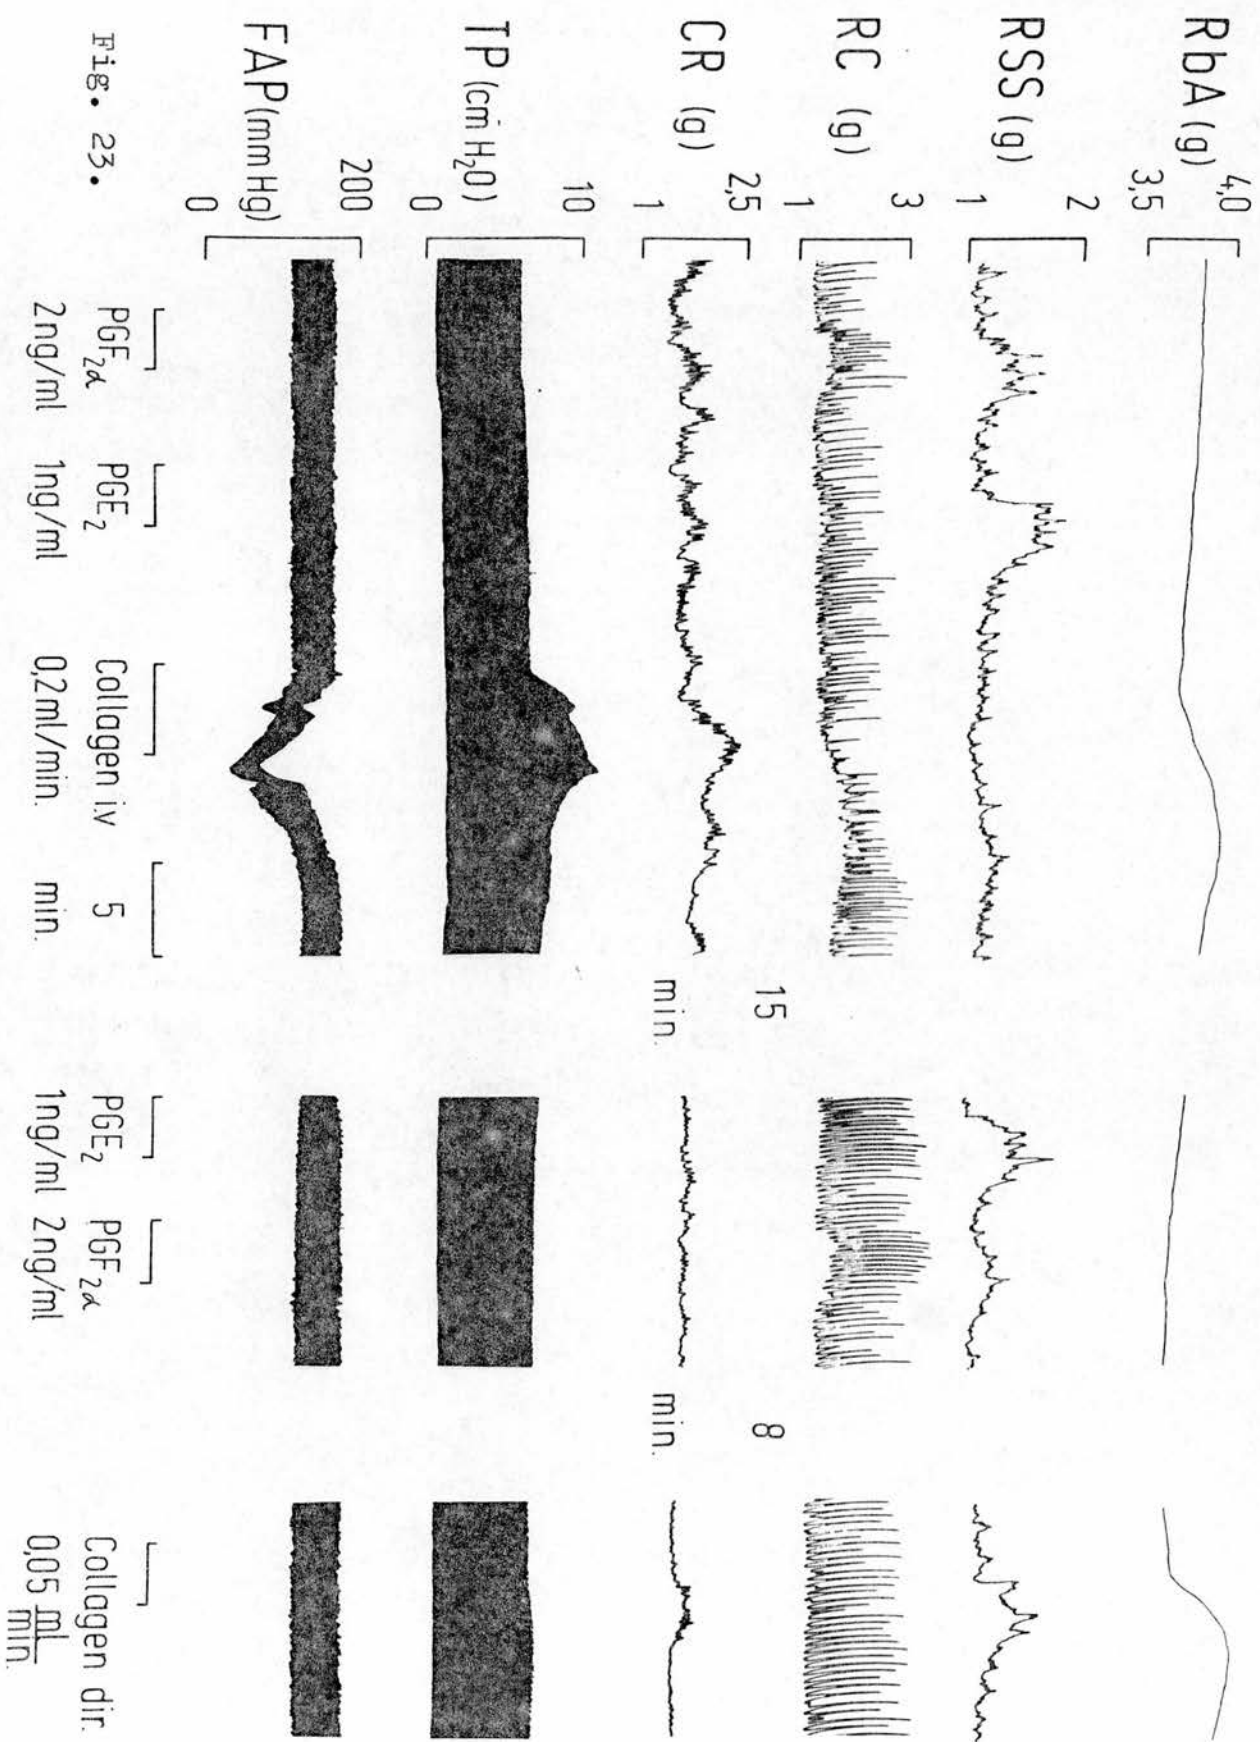 RbA (g)
4,0
3,5
RSS (g)
2
1
RC (g)
3
1
CR (g)
2,5
1
15
min.
8
min.
TP (cm H₂O)
10
0
FAP (mm Hg)
200
0
PGF₂α
2ng/ml
PGE₂
1ng/ml
Collagen iv
0,2ml/min.
5
min.
PGE₂
1ng/ml
PGF₂α
2ng/ml
Collagen dir.
0,05 ml/min.
Fig. 23.